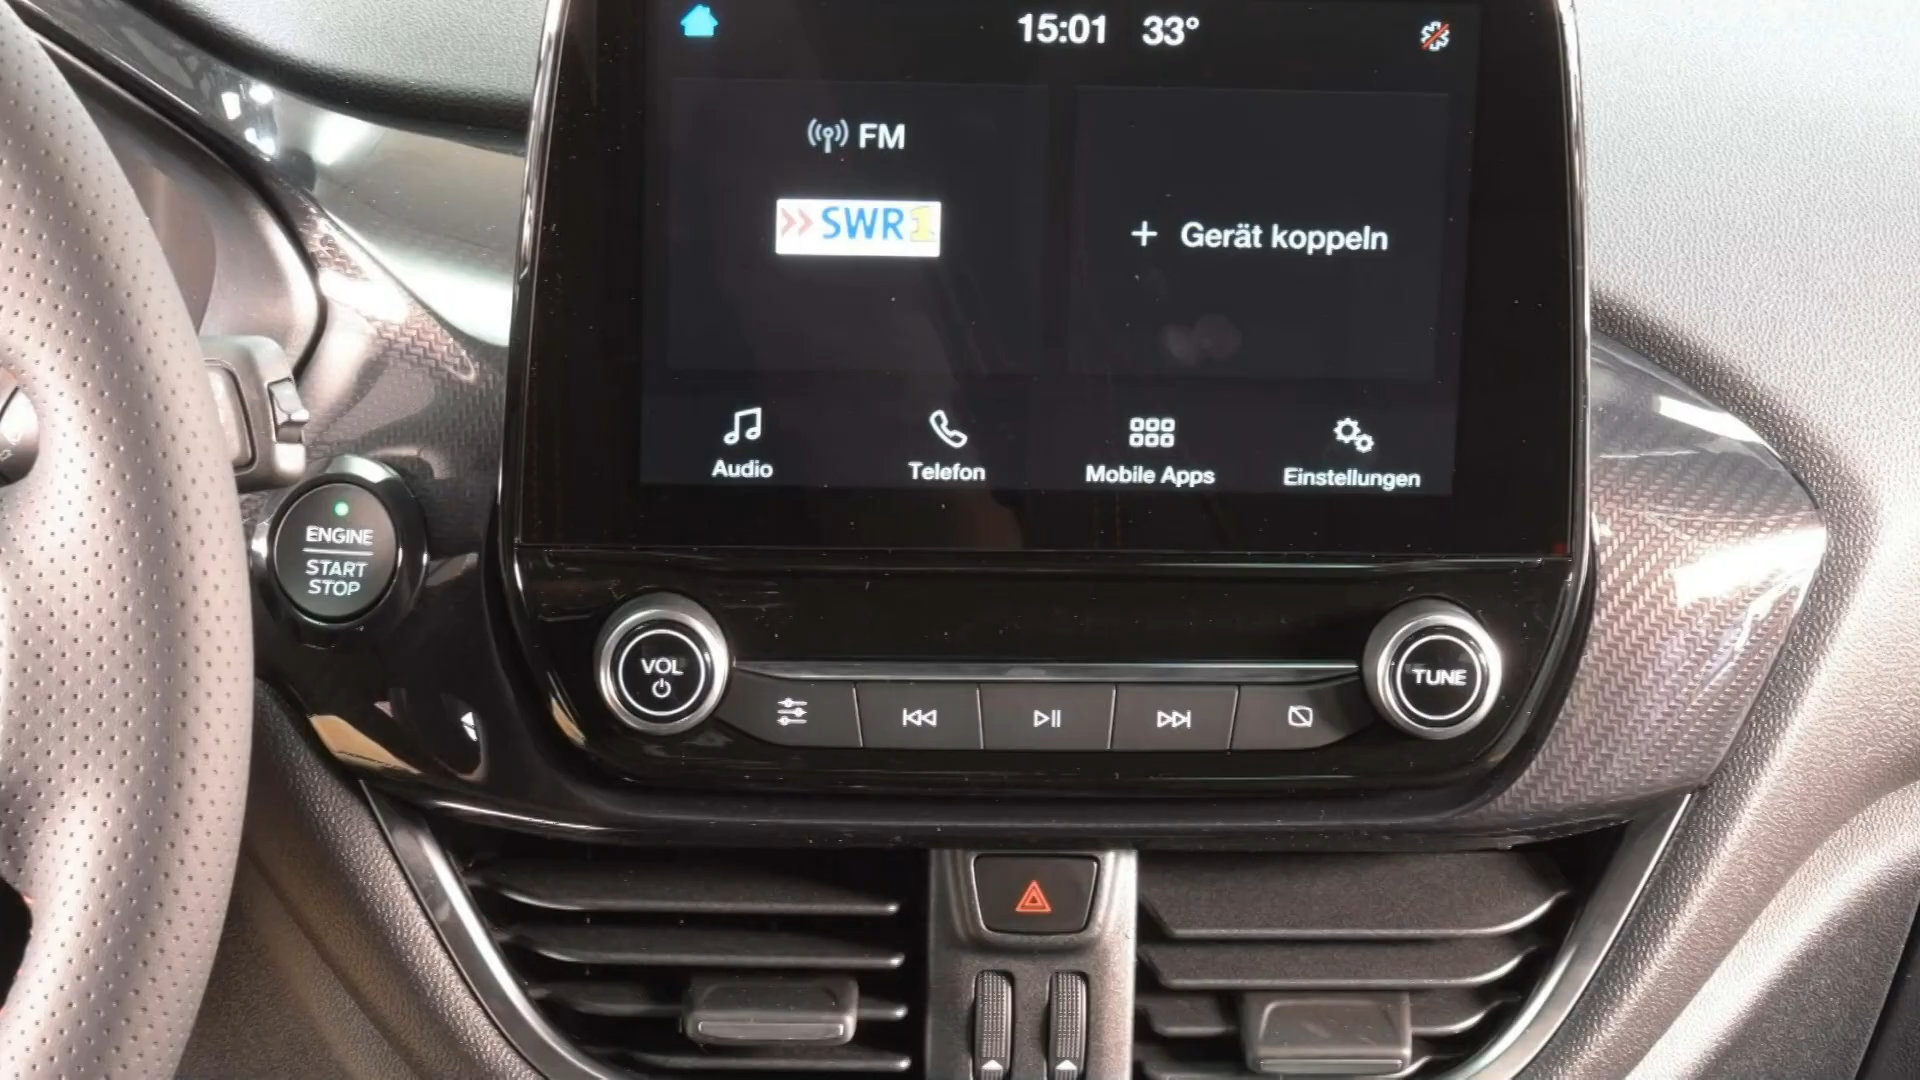 15:01 33°
FM
SWR1
+ Gerät koppeln
Audio
Telefon
Mobile Apps
Einstellungen
ENGINE
START
STOP
VOL
TUNE